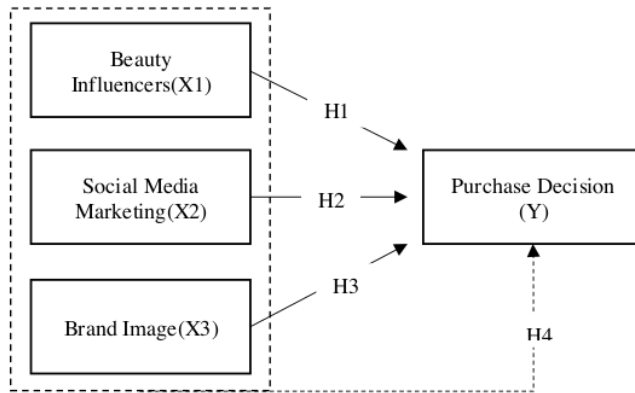 Beauty
Influencers(X1)
H1
Social Media
Marketing(X2)
H2
Purchase Decision
(Y)
H3
Brand Image(X3)
H4